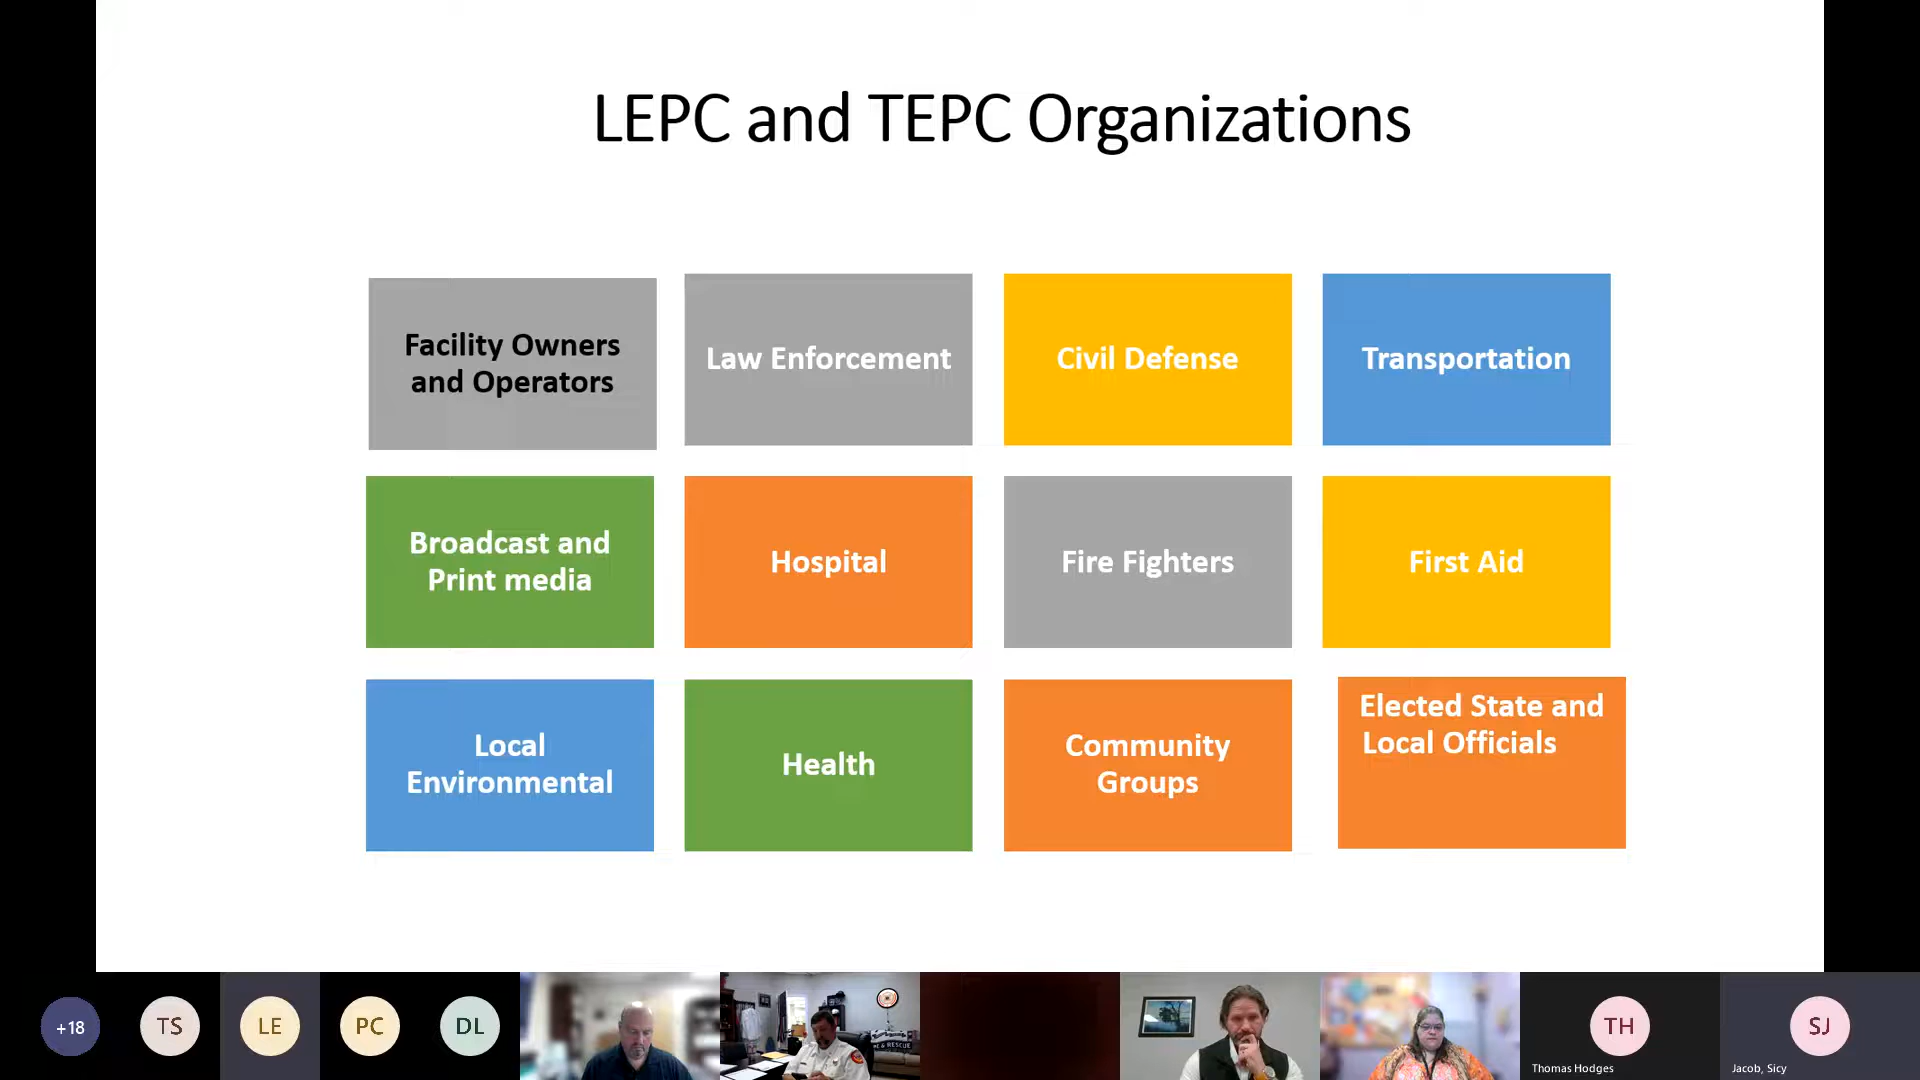 LEPC and TEPC Organizations
Facility Owners
and Operators
Law Enforcement
Civil Defense
Transportation
Broadcast and
Print media
Hospital
Fire Fighters
First Aid
Local
Environmental
Health
Community
Groups
Elected State and
Local Officials
+18
TS
LE
PC
DL
E & RESCUE
TH
Thomas Hodges
SJ
Jacob, Sicy